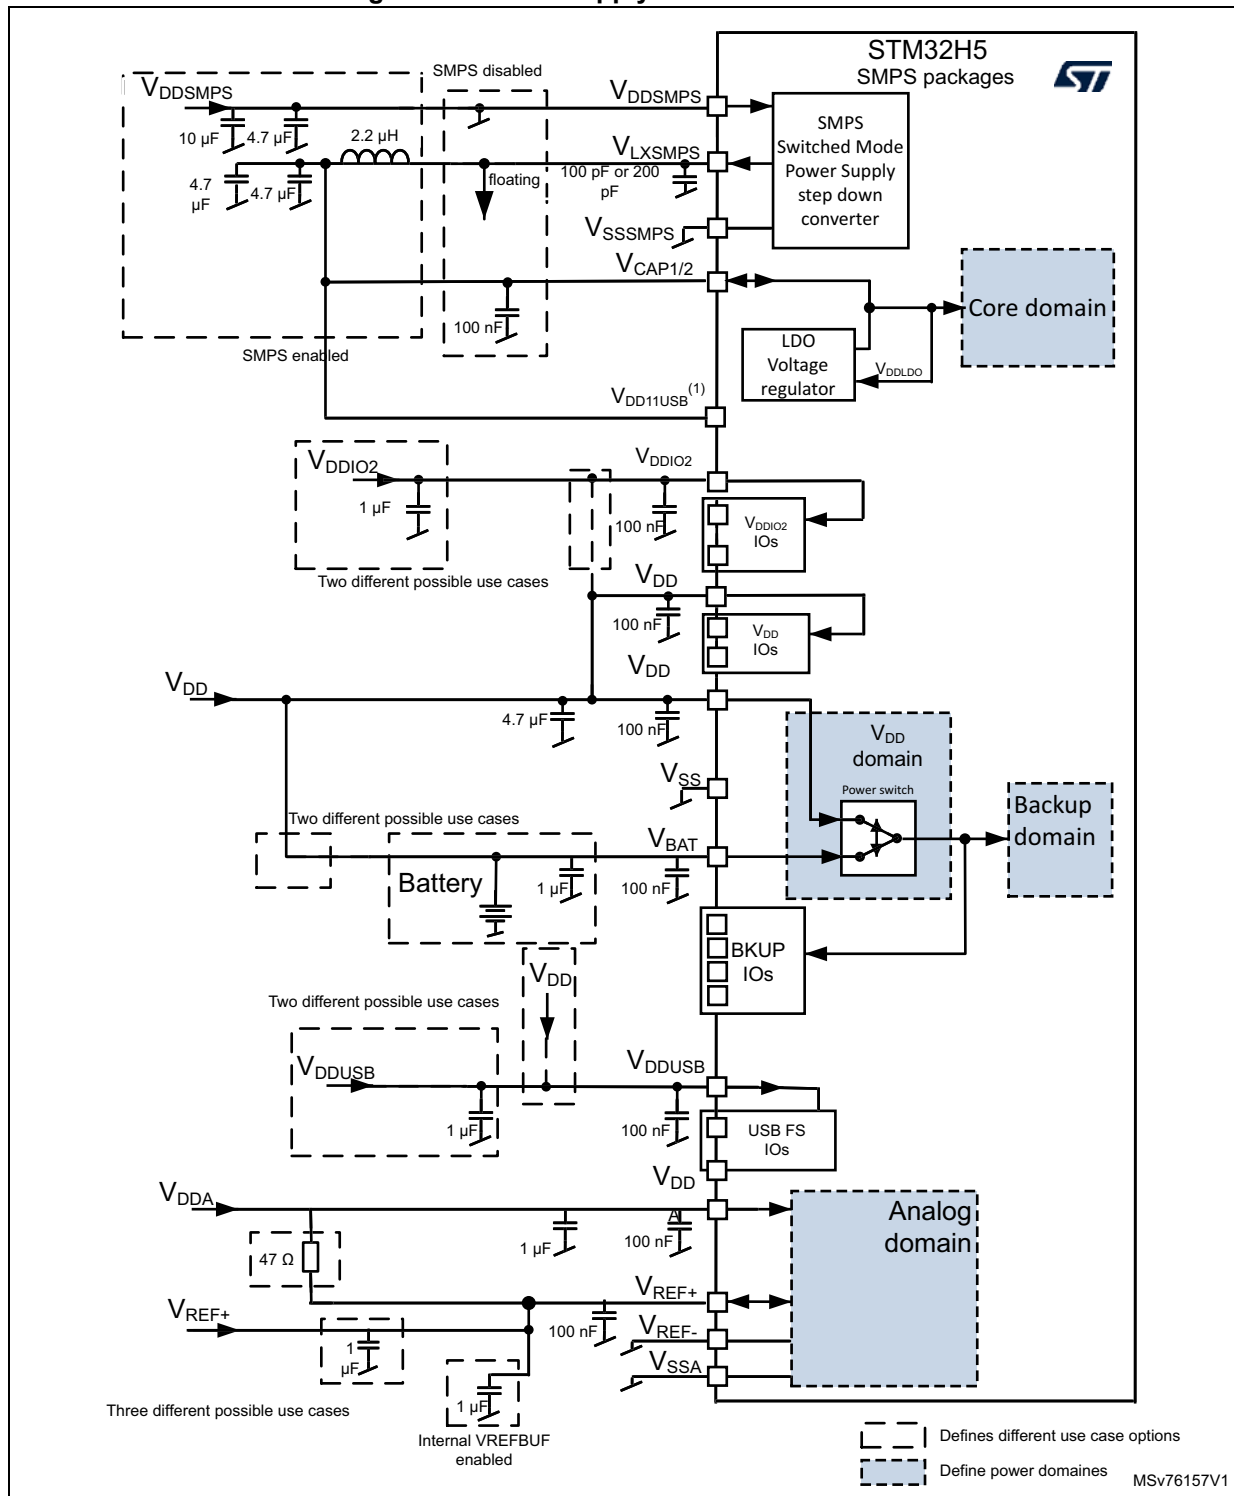 STM32H5
SMPS packages
SMPS disabled
VDDSMPS
VDDSMPS
10 µF
4.7 µF
2.2 µH
SMPS
Switched Mode
Power Supply
step down
converter
VLXSMPS
4.7
µF
4.7 µF
floating
100 pF or 200
pF
VSSSMPS
VCAP1/2
100 nF
Core domain
LDO
Voltage
regulator
VDDLDO
SMPS enabled
VDD11USB(1)
VDDIO2
VDDIO2
1 µF
100 nF
VDDIO2
IOs
Two different possible use cases
VDD
100 nF
VDD
IOs
VDD
VDD
4.7 µF
100 nF
VDD
domain
Power switch
VSS
Backup
domain
Two different possible use cases
VBAT
Battery
1 µF
100 nF
BKUP
IOs
VDD
Two different possible use cases
VDDUSB
VDDUSB
1 µF
100 nF
USB FS
IOs
VDD
A
VDDA
1 µF
100 nF
Analog
domain
47 Ω
VREF+
VREF+
1
µF
100 nF
VREF-
VSSA
1 µF
Three different possible use cases
Internal VREFBUF
enabled
Defines different use case options
Define power domaines
MSv76157V1